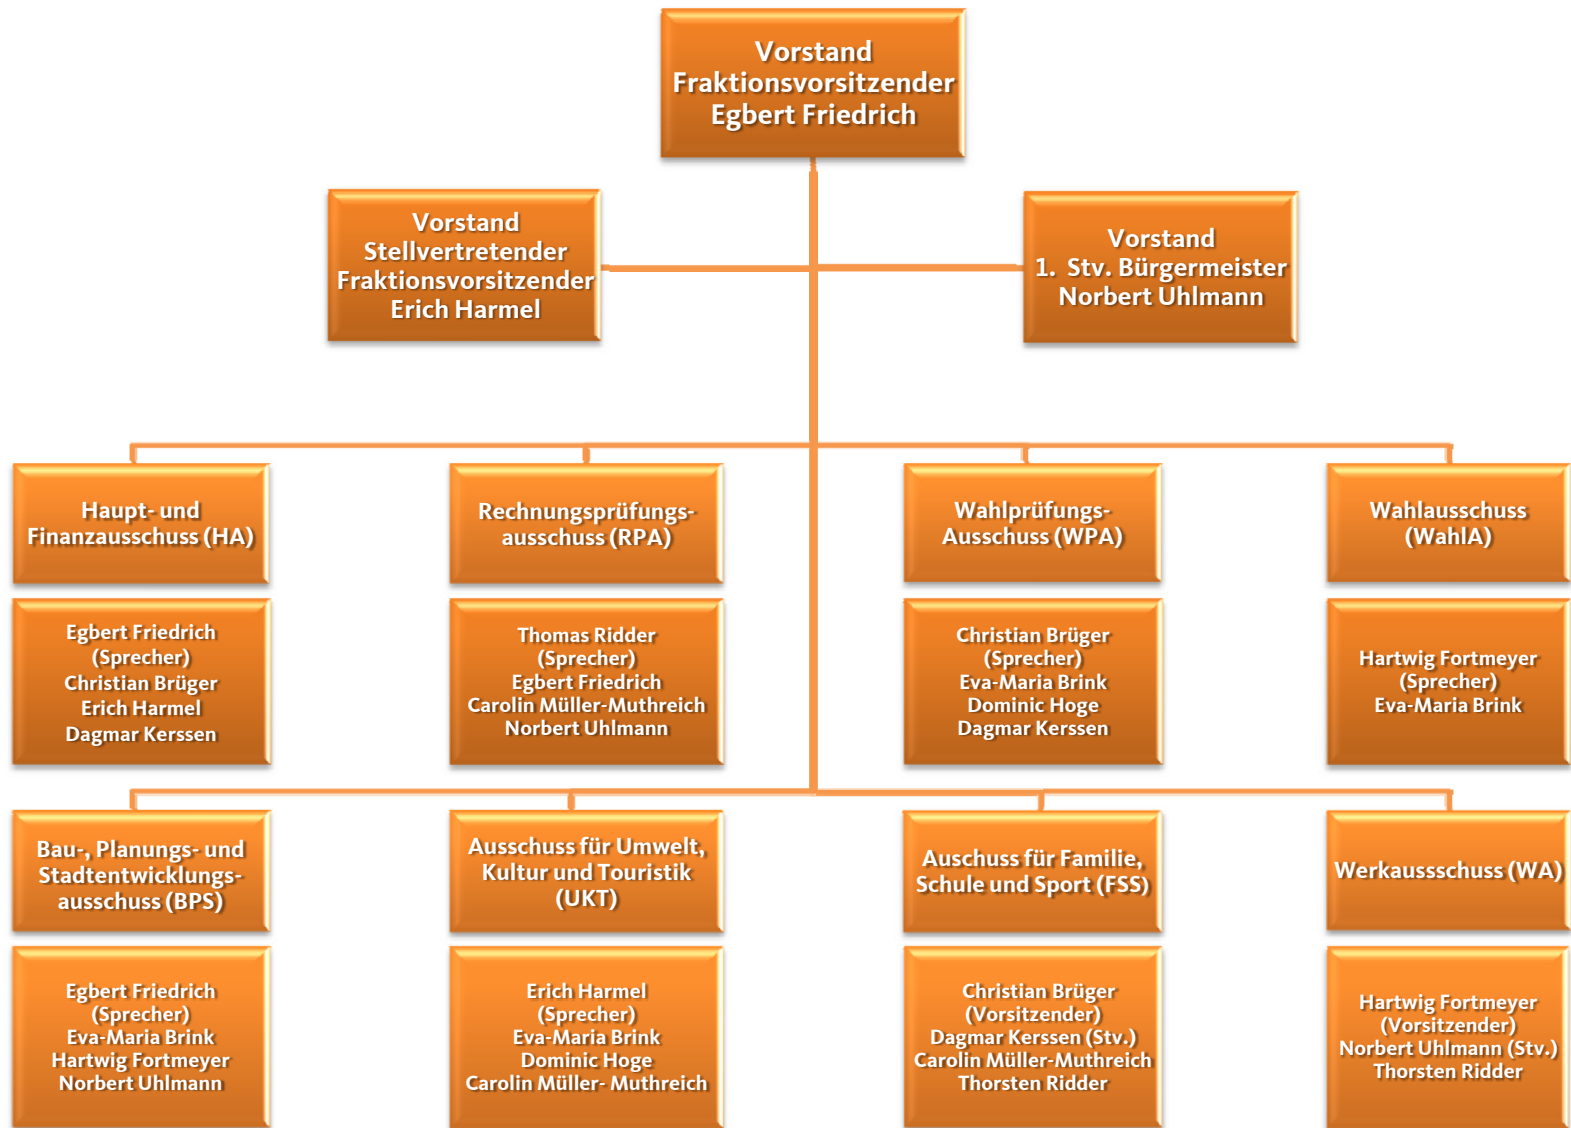 Vorstand
Fraktionsvorsitzender
Egbert Friedrich
Vorstand
Stellvertretender
Fraktionsvorsitzender
Erich Harmel
Vorstand
1. Stv. Bürgermeister
Norbert Uhlmann
Haupt- und
Finanzausschuss (HA)
Rechnungsprüfungs-
ausschuss (RPA)
Wahlprüfungs-
Ausschuss (WPA)
Wahlausschuss
(WahlA)
Egbert Friedrich
(Sprecher)
Christian Brüger
Erich Harmel
Dagmar Kerssen
Thomas Ridder
(Sprecher)
Egbert Friedrich
Carolin Müller-Muthreich
Norbert Uhlmann
Christian Brüger
(Sprecher)
Eva-Maria Brink
Dominic Hoge
Dagmar Kerssen
Hartwig Fortmeyer
(Sprecher)
Eva-Maria Brink
Bau-, Planungs- und
Stadtentwicklungs-
ausschuss (BPS)
Ausschuss für Umwelt,
Kultur und Touristik
(UKT)
Auschuss für Familie,
Schule und Sport (FSS)
Werkaussschuss (WA)
Egbert Friedrich
(Sprecher)
Eva-Maria Brink
Hartwig Fortmeyer
Norbert Uhlmann
Erich Harmel
(Sprecher)
Eva-Maria Brink
Dominic Hoge
Carolin Müller- Muthreich
Christian Brüger
(Vorsitzender)
Dagmar Kerssen (Stv.)
Carolin Müller-Muthreich
Thorsten Ridder
Hartwig Fortmeyer
(Vorsitzender)
Norbert Uhlmann (Stv.)
Thorsten Ridder